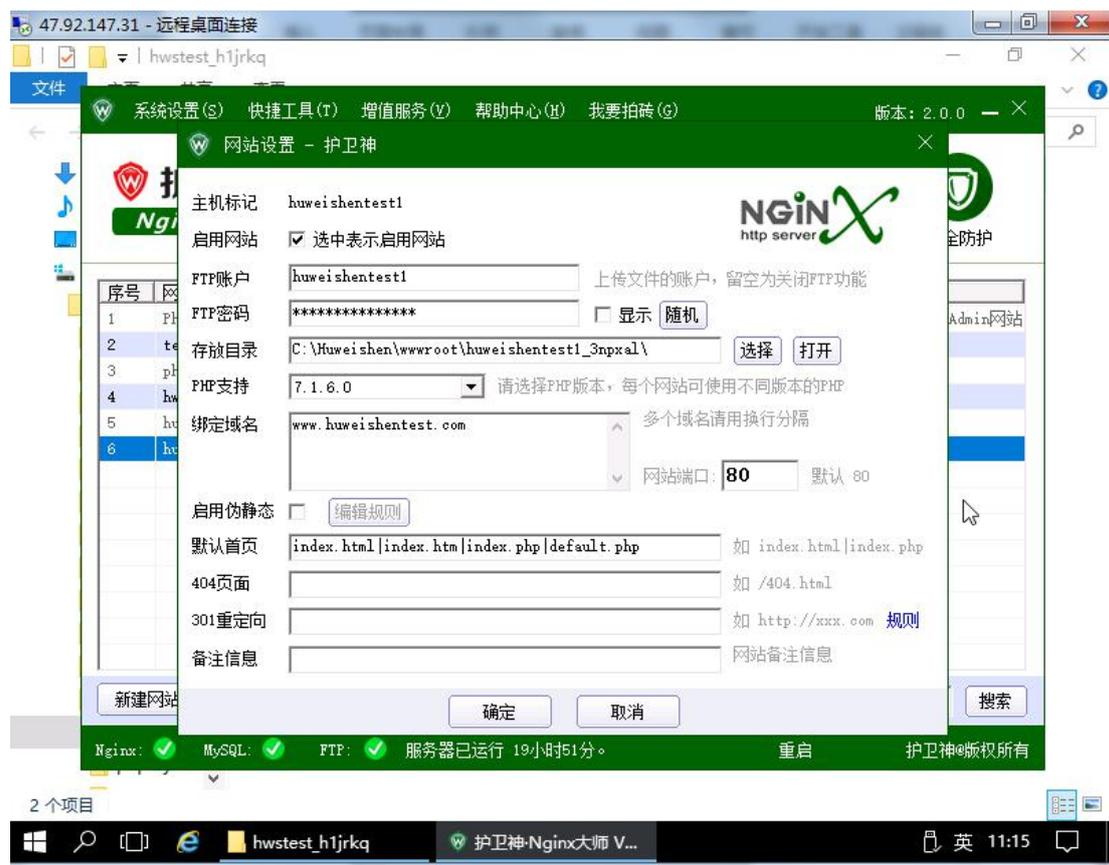 47.92.147.31 - 远程桌面连接
hwstest_h1jrkq
文件
系统设置(S) 快捷工具(T) 增值服务(V) 帮助中心(H) 我要拍砖(G) 版本: 2.0.0
网站设置 - 护卫神
主机标记 huweishentest1
NGINX
http server
启用网站 选中表示启用网站
全防护
FTP账户 huweishentest1 上传文件的账户，留空为关闭FTP功能
序号
FTP密码 *************** 显示 随机
1 Admin网站
存放目录 C:\Huweishen\wwwroot\huweishentest1_3npxal\ 选择 打开
2 te
PHP支持 7.1.6.0 请选择PHP版本，每个网站可使用不同版本的PHP
3 ph
4 hw
绑定域名 www.huweishentest.com 多个域名请用换行分隔
5 hu
6 hu
网站端口: 80 默认 80
启用伪静态 编辑规则
默认首页 index.html|index.htm|index.php|default.php 如 index.html|index.php
404页面 如 /404.html
301重定向 如 http://xxx.com 规则
备注信息 网站备注信息
新建网站 搜索
确定 取消
Nginx: MySQL: FTP: 服务器已运行 19小时51分。 重启 护卫神©版权所有
2 个项目
hwstest_h1jrkq 护卫神·Nginx大师 V... 英 11:15